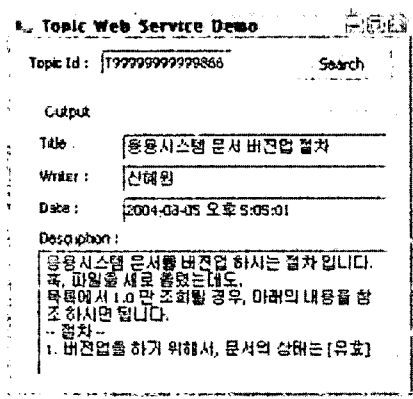 Topic Web Service Demo
Topic Id : T99999999999866 Search
Output
Title : 응용시스템 문서 버전업 절차
Writer : 신혜원
Date : 2004-03-05 오후 5:05:01
Description :
응용시스템 문서를 버전업 하시는 절차 입니다.
혹, 파일을 새로 올렸는데도,
목록에서 1.0 만 조회될 경우, 아래의 내용을 참
조 하시면 됩니다.
-- 절차 --
1. 버전업을 하기 위해서, 문서의 상태는 [유효]